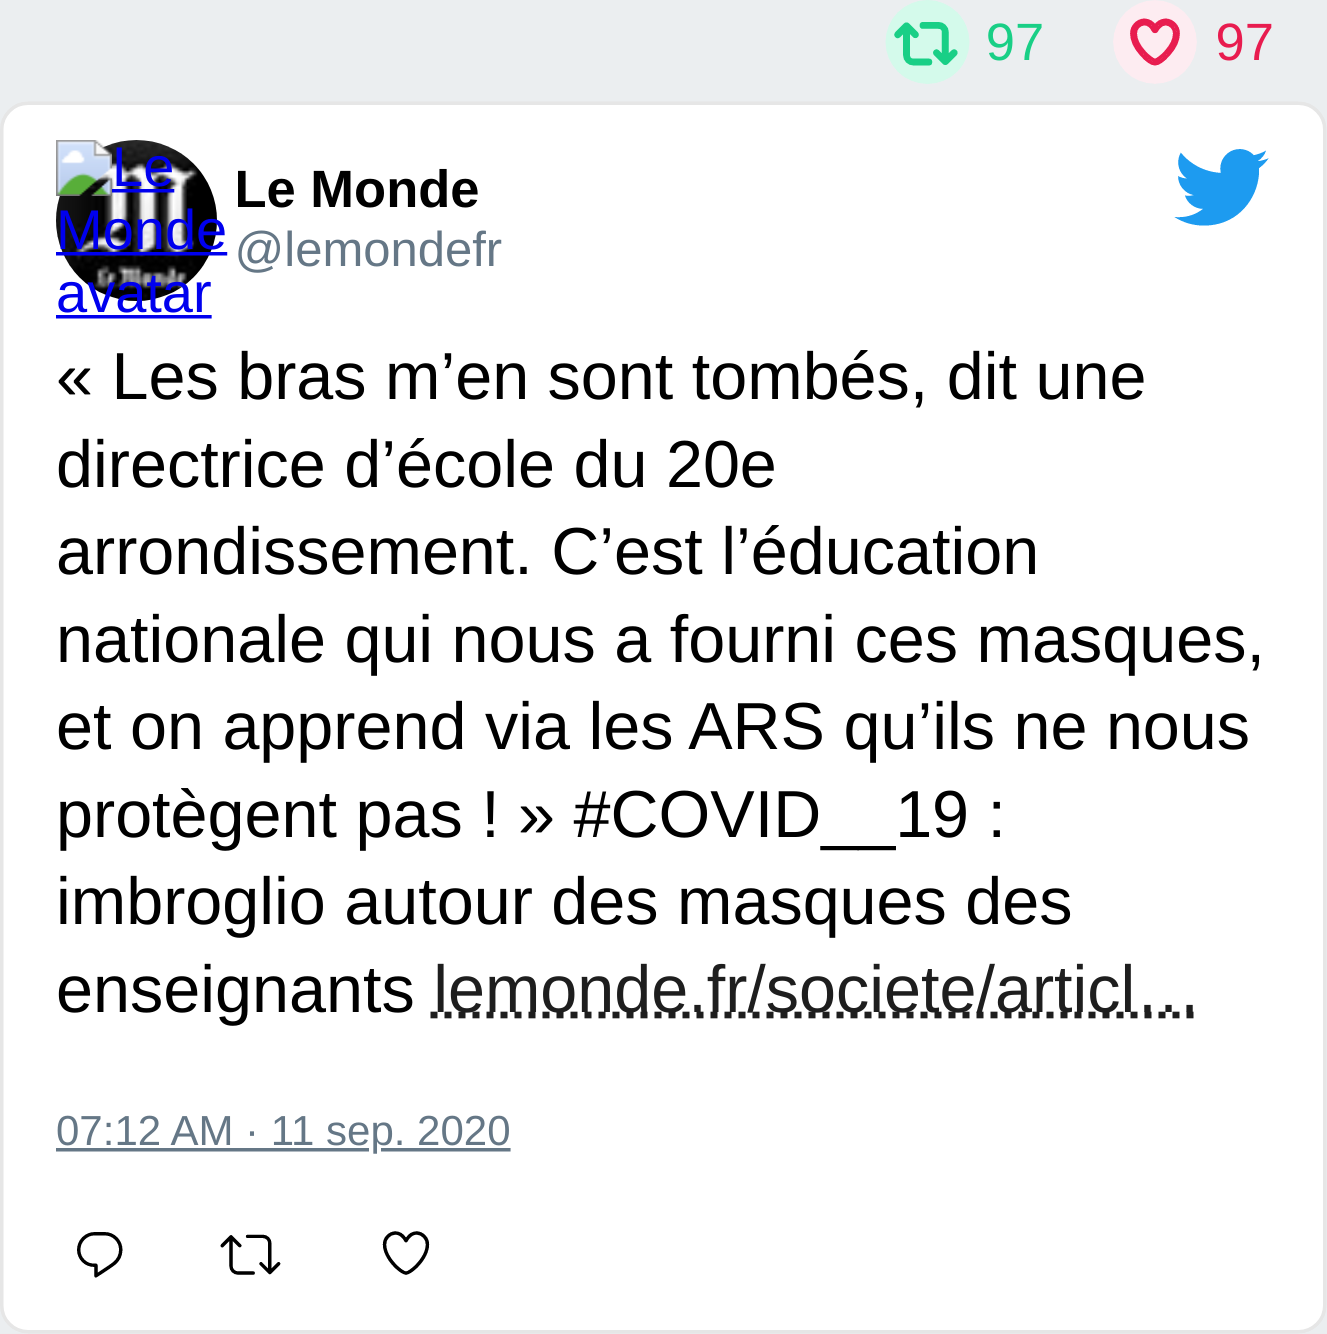 97 97
Le Monde avatar
Le Monde
Le Monde
@lemondefr
« Les bras m’en sont tombés, dit une
directrice d’école du 20e
arrondissement. C’est l’éducation
nationale qui nous a fourni ces masques,
et on apprend via les ARS qu’ils ne nous
protègent pas ! » #COVID__19 :
imbroglio autour des masques des
enseignants lemonde.fr/societe/articl…
07:12 AM · 11 sep. 2020